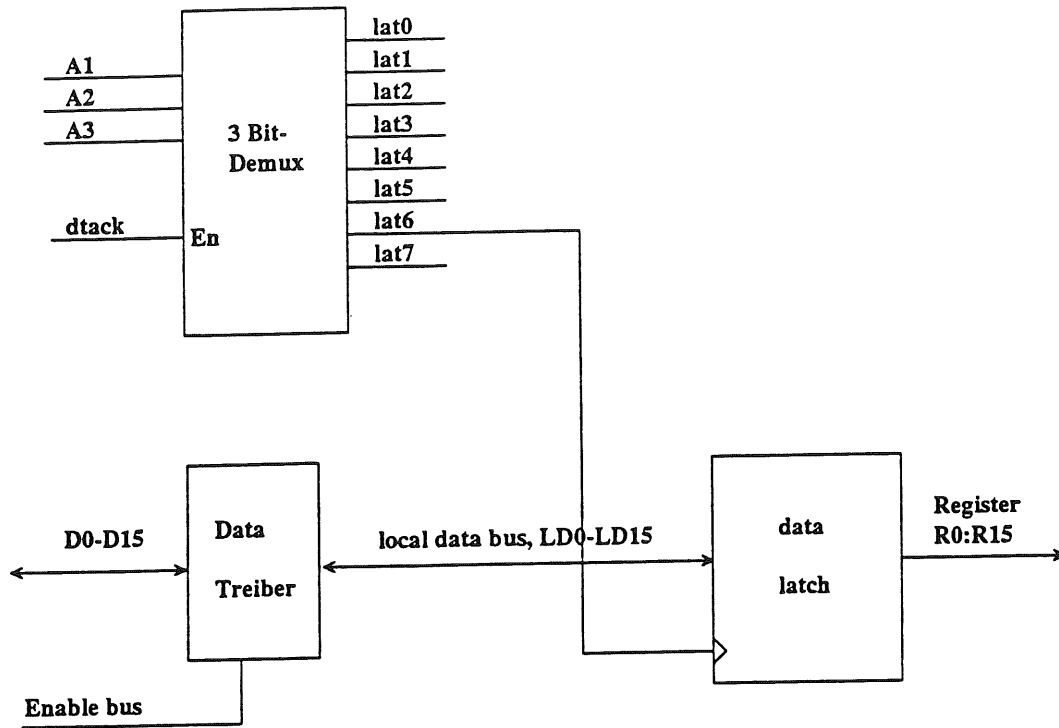 lat0
A1
lat1
A2
lat2
A3
3 Bit-
Demux
lat3
lat4
lat5
dtack
En
lat6
lat7
D0-D15
Data
Treiber
local data bus, LD0-LD15
data
latch
Register
R0:R15
Enable bus